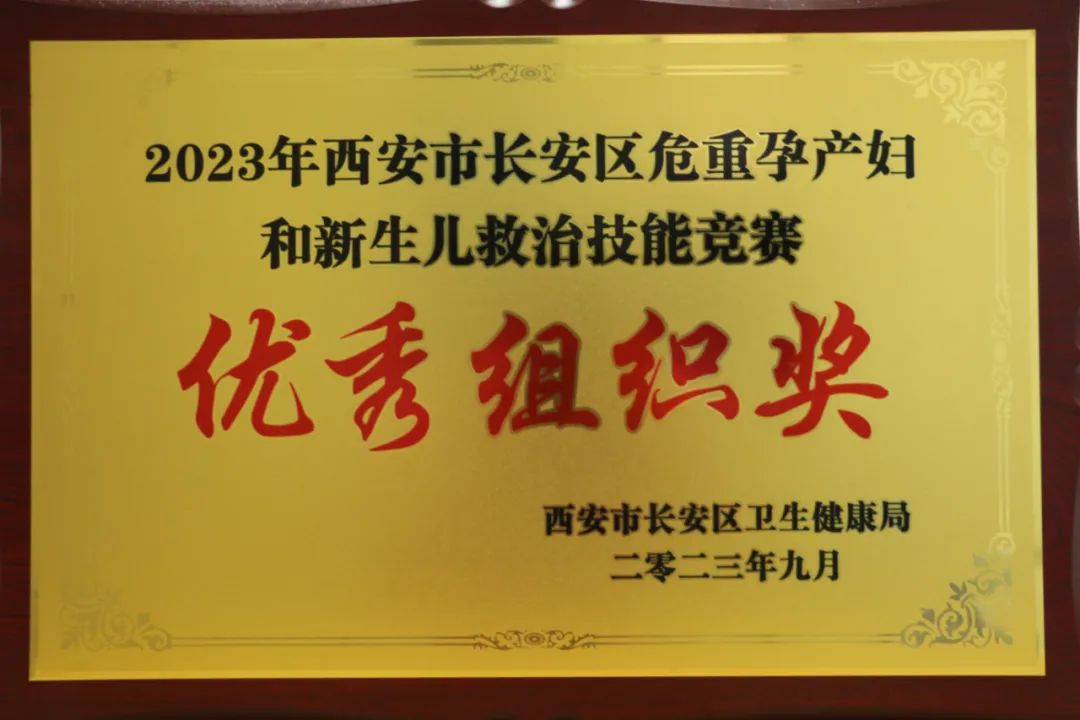 2023年西安市长安区危重孕产妇
和新生儿救治技能竞赛
优秀组织奖
西安市长安区卫生健康局
二零二三年九月